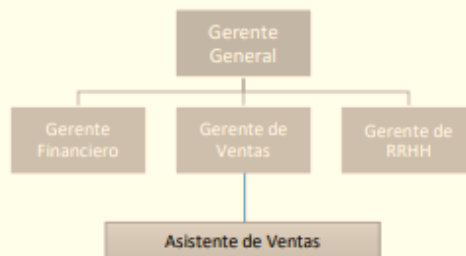 Gerente
General
Gerente
Financiero
Gerente de
Ventas
Gerente de
RRHH
Asistente de Ventas